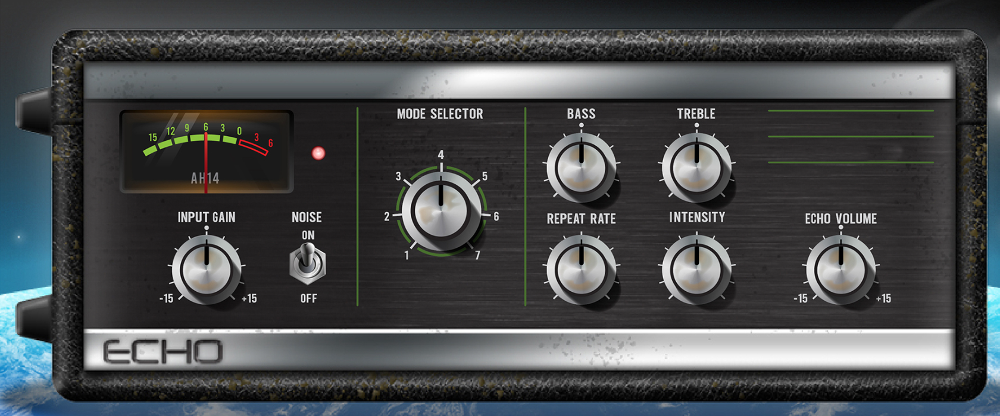 15 12 9 6 3 0 3 6
AH14
INPUT GAIN
-15 +15
NOISE
ON
OFF
MODE SELECTOR
1 2 3 4 5 6 7
BASS
TREBLE
REPEAT RATE
INTENSITY
ECHO VOLUME
-15 +15
ECHO